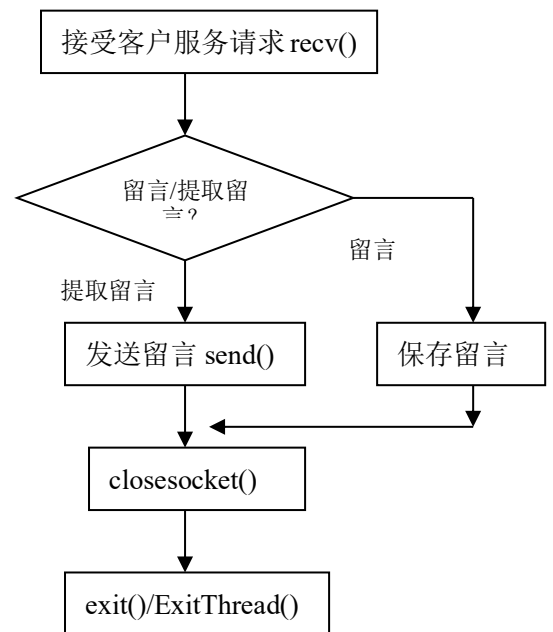 接受客户服务请求 recv()
留言/提取留
言?
留言
提取留言
发送留言 send()
保存留言
closesocket()
exit()/ExitThread()